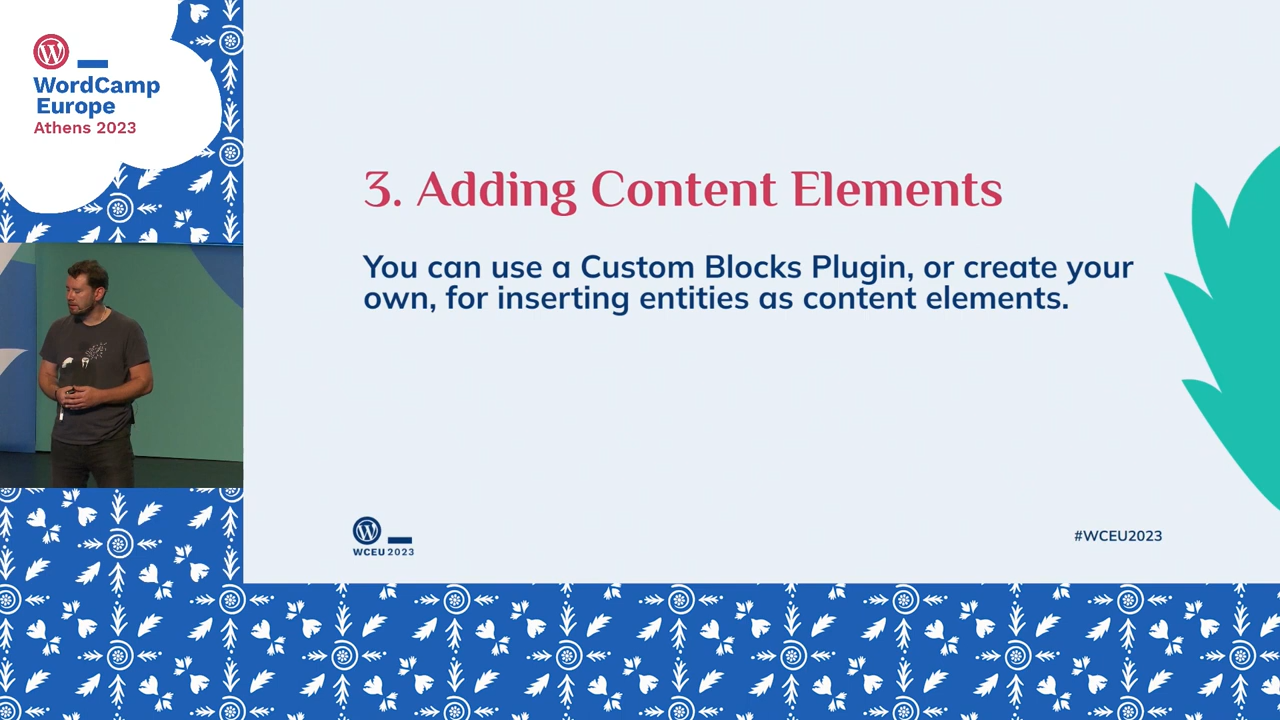 WordCamp
Europe
Athens 2023
3. Adding Content Elements
You can use a Custom Blocks Plugin, or create your
own, for inserting entities as content elements.
WCEU 2023
#WCEU2023